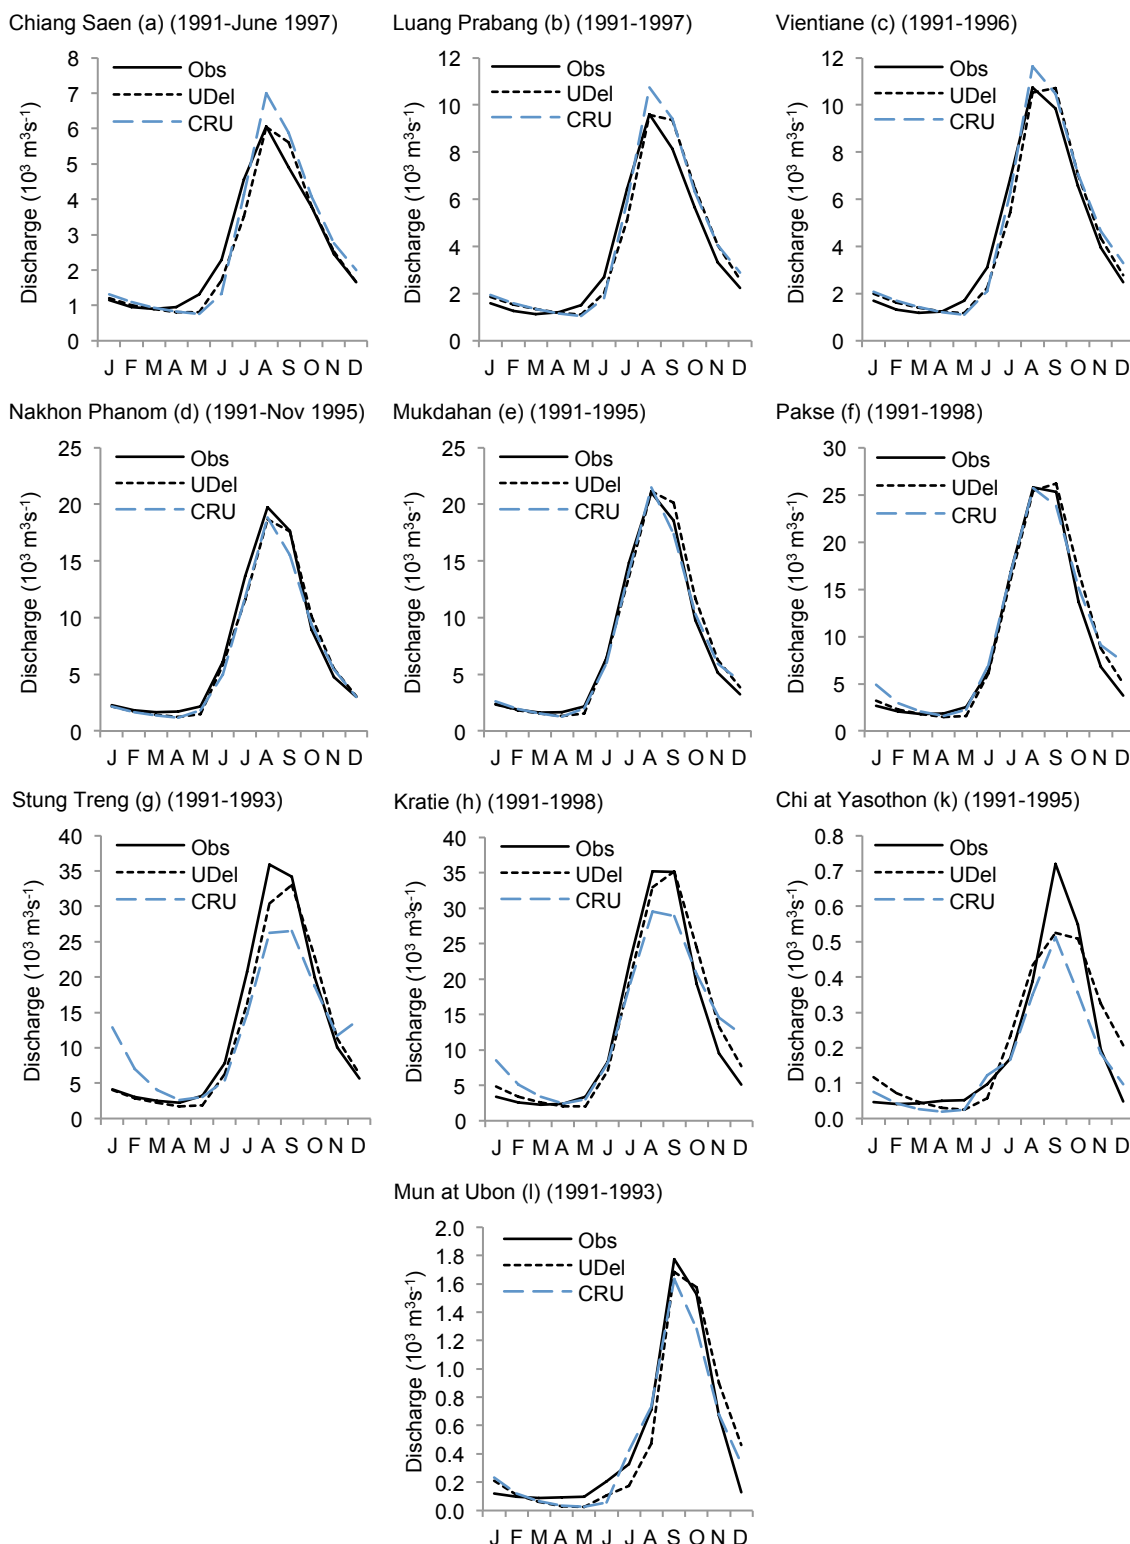 Chiang Saen (a) (1991-June 1997)
Discharge (10³ m³s⁻¹)
8
7
6
5
4
3
2
1
0
Obs
UDel
CRU
J F M A M J J A S O N D
Luang Prabang (b) (1991-1997)
Discharge (10³ m³s⁻¹)
12
10
8
6
4
2
0
Obs
UDel
CRU
J F M A M J J A S O N D
Vientiane (c) (1991-1996)
Discharge (10³ m³s⁻¹)
12
10
8
6
4
2
0
Obs
UDel
CRU
J F M A M J J A S O N D
Nakhon Phanom (d) (1991-Nov 1995)
Discharge (10³ m³s⁻¹)
25
20
15
10
5
0
Obs
UDel
CRU
J F M A M J J A S O N D
Mukdahan (e) (1991-1995)
Discharge (10³ m³s⁻¹)
25
20
15
10
5
0
Obs
UDel
CRU
J F M A M J J A S O N D
Pakse (f) (1991-1998)
Discharge (10³ m³s⁻¹)
30
25
20
15
10
5
0
Obs
UDel
CRU
J F M A M J J A S O N D
Stung Treng (g) (1991-1993)
Discharge (10³ m³s⁻¹)
40
35
30
25
20
15
10
5
0
Obs
UDel
CRU
J F M A M J J A S O N D
Kratie (h) (1991-1998)
Discharge (10³ m³s⁻¹)
40
35
30
25
20
15
10
5
0
Obs
UDel
CRU
J F M A M J J A S O N D
Chi at Yasothon (k) (1991-1995)
Discharge (10³ m³s⁻¹)
0.8
0.7
0.6
0.5
0.4
0.3
0.2
0.1
0.0
Obs
UDel
CRU
J F M A M J J A S O N D
Mun at Ubon (l) (1991-1993)
Discharge (10³ m³s⁻¹)
2.0
1.8
1.6
1.4
1.2
1.0
0.8
0.6
0.4
0.2
0.0
Obs
UDel
CRU
J F M A M J J A S O N D